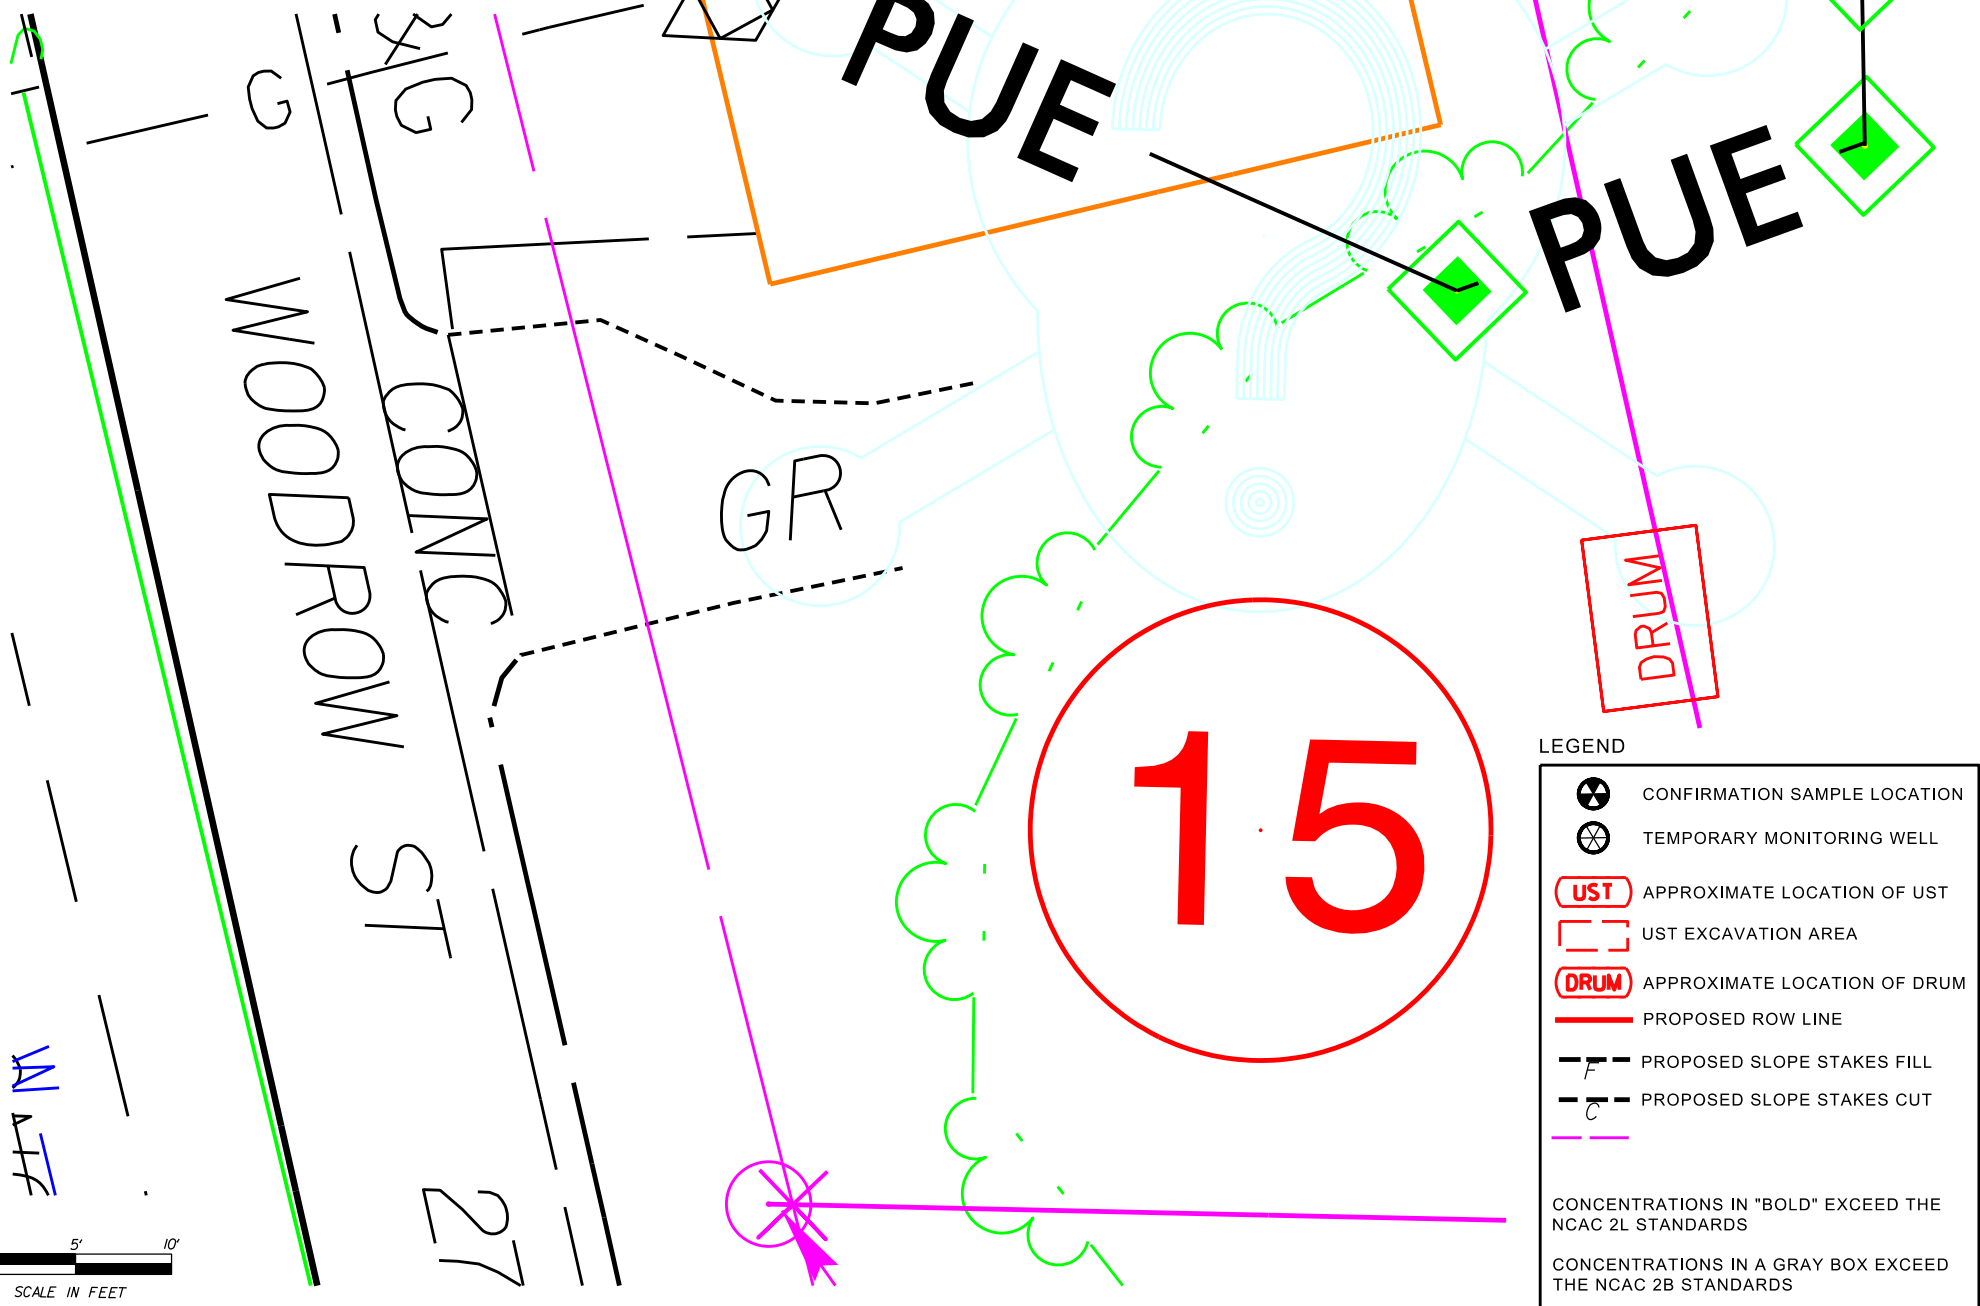 PUE
PUE
G
G
WOODROW ST
CONC
GR
27
15
DRUM
W
LEGEND
CONFIRMATION SAMPLE LOCATION
TEMPORARY MONITORING WELL
UST APPROXIMATE LOCATION OF UST
UST EXCAVATION AREA
DRUM APPROXIMATE LOCATION OF DRUM
PROPOSED ROW LINE
F PROPOSED SLOPE STAKES FILL
C PROPOSED SLOPE STAKES CUT
CONCENTRATIONS IN "BOLD" EXCEED THE
NCAC 2L STANDARDS
CONCENTRATIONS IN A GRAY BOX EXCEED
THE NCAC 2B STANDARDS
5' 10'
SCALE IN FEET